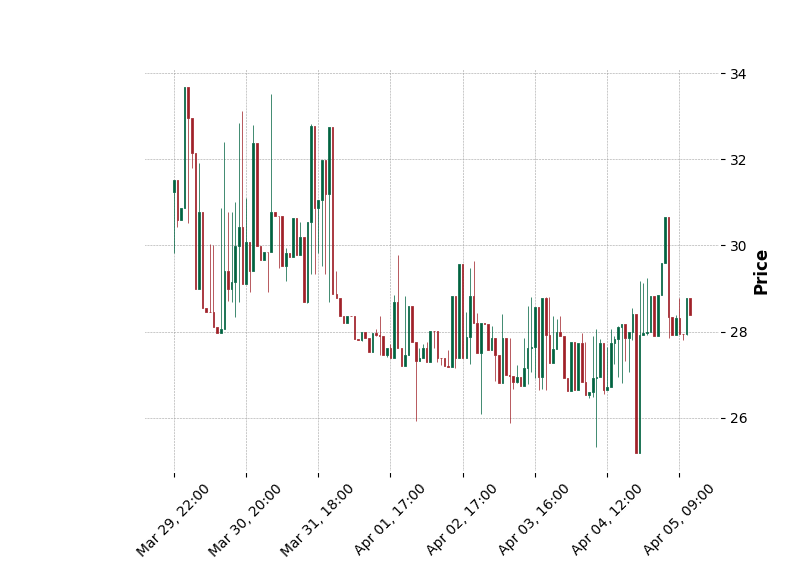 34
32
30
28
26
Price
Mar 29, 22:00
Mar 30, 20:00
Mar 31, 18:00
Apr 01, 17:00
Apr 02, 17:00
Apr 03, 16:00
Apr 04, 12:00
Apr 05, 09:00